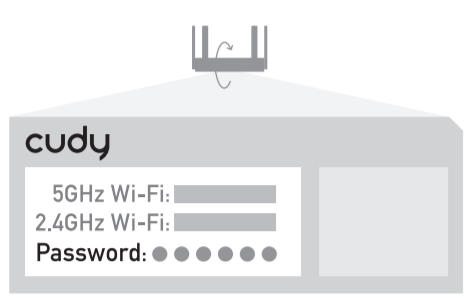 cudy
5GHz Wi-Fi:
2.4GHz Wi-Fi:
Password: ●●●●●●